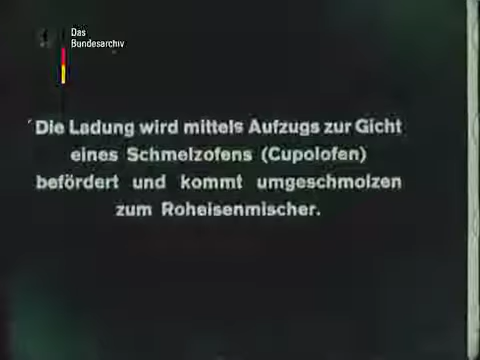 Das
Bundesarchiv
Die Ladung wird mittels Aufzugs zur Gicht
eines Schmelzofens (Cupolofen)
befördert und kommt umgeschmolzen
zum Roheisenmischer.